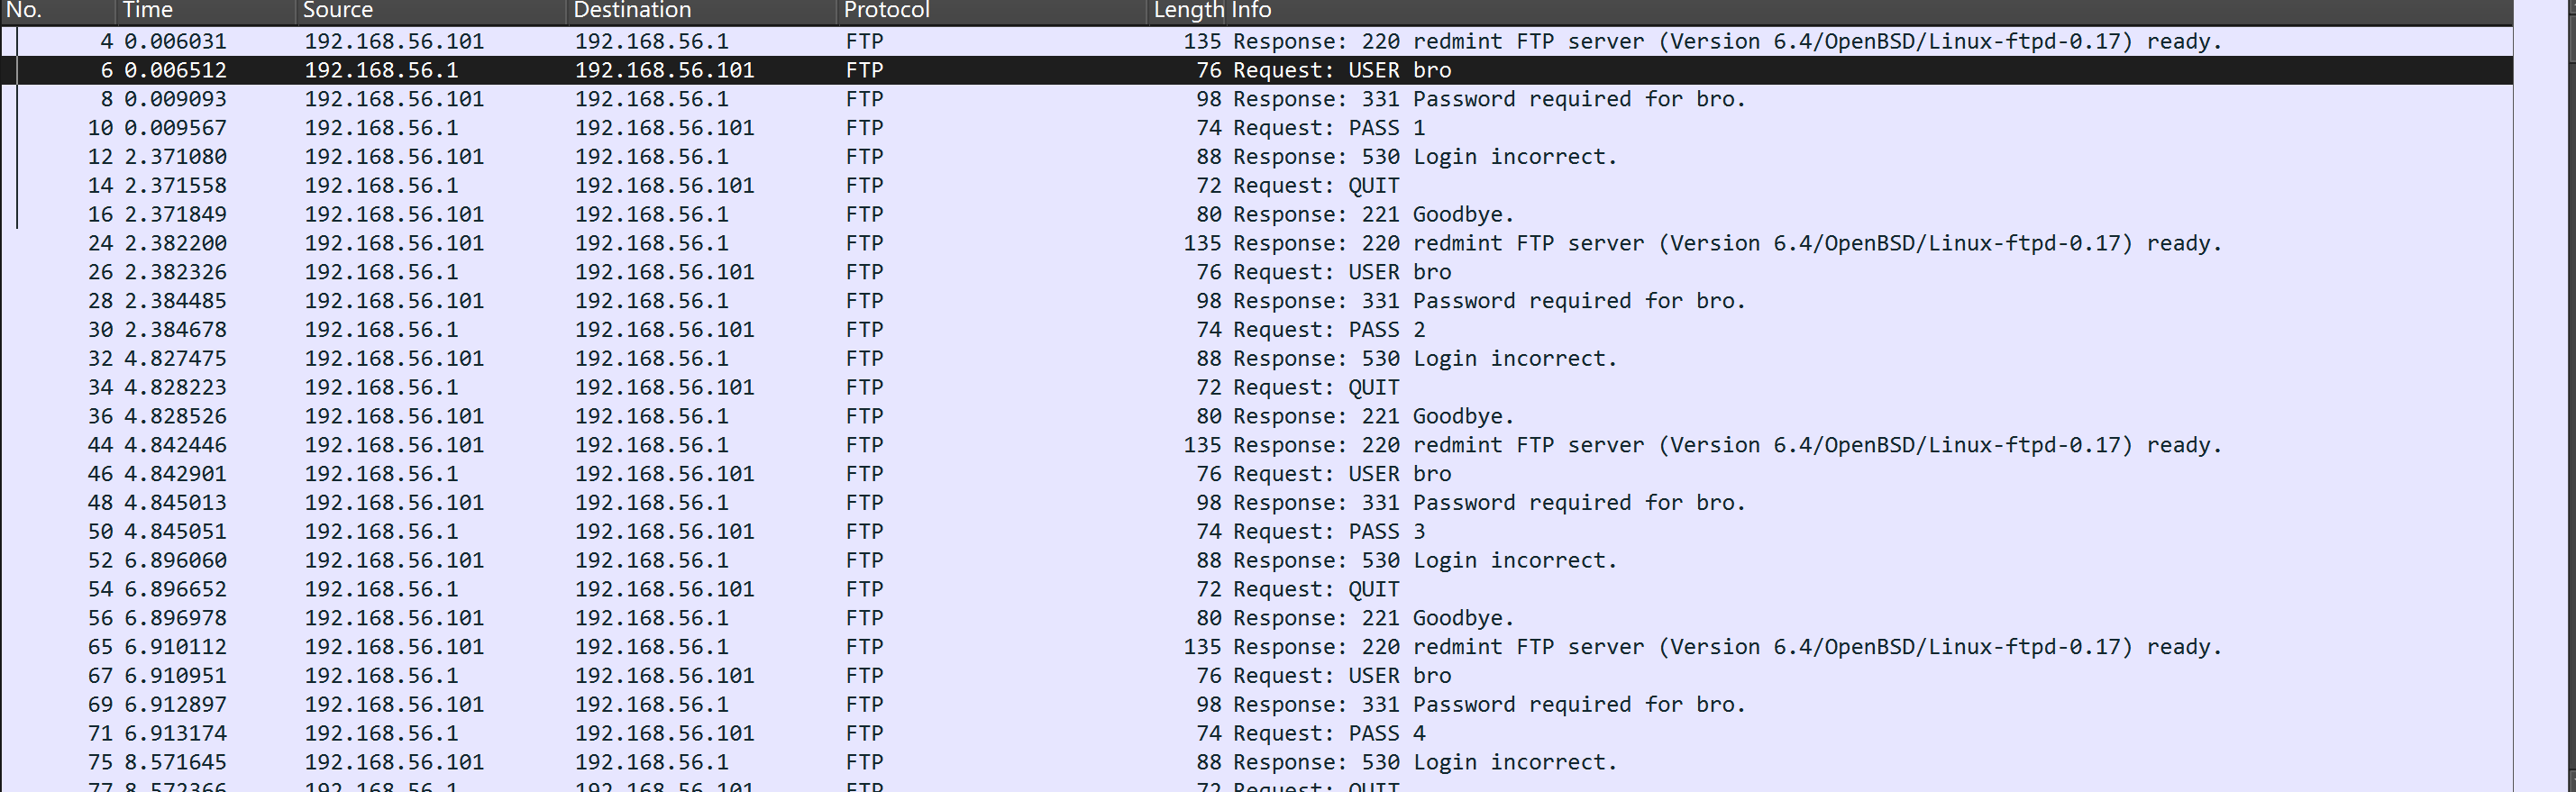 No. Time Source Destination Protocol Length Info
4 0.006031 192.168.56.101 192.168.56.1 FTP 135 Response: 220 redmint FTP server (Version 6.4/OpenBSD/Linux-ftpd-0.17) ready.
6 0.006512 192.168.56.1 192.168.56.101 FTP 76 Request: USER bro
8 0.009093 192.168.56.101 192.168.56.1 FTP 98 Response: 331 Password required for bro.
10 0.009567 192.168.56.1 192.168.56.101 FTP 74 Request: PASS 1
12 2.371080 192.168.56.101 192.168.56.1 FTP 88 Response: 530 Login incorrect.
14 2.371558 192.168.56.1 192.168.56.101 FTP 72 Request: QUIT
16 2.371849 192.168.56.101 192.168.56.1 FTP 80 Response: 221 Goodbye.
24 2.382200 192.168.56.101 192.168.56.1 FTP 135 Response: 220 redmint FTP server (Version 6.4/OpenBSD/Linux-ftpd-0.17) ready.
26 2.382326 192.168.56.1 192.168.56.101 FTP 76 Request: USER bro
28 2.384485 192.168.56.101 192.168.56.1 FTP 98 Response: 331 Password required for bro.
30 2.384678 192.168.56.1 192.168.56.101 FTP 74 Request: PASS 2
32 4.827475 192.168.56.101 192.168.56.1 FTP 88 Response: 530 Login incorrect.
34 4.828223 192.168.56.1 192.168.56.101 FTP 72 Request: QUIT
36 4.828526 192.168.56.101 192.168.56.1 FTP 80 Response: 221 Goodbye.
44 4.842446 192.168.56.101 192.168.56.1 FTP 135 Response: 220 redmint FTP server (Version 6.4/OpenBSD/Linux-ftpd-0.17) ready.
46 4.842901 192.168.56.1 192.168.56.101 FTP 76 Request: USER bro
48 4.845013 192.168.56.101 192.168.56.1 FTP 98 Response: 331 Password required for bro.
50 4.845051 192.168.56.1 192.168.56.101 FTP 74 Request: PASS 3
52 6.896060 192.168.56.101 192.168.56.1 FTP 88 Response: 530 Login incorrect.
54 6.896652 192.168.56.1 192.168.56.101 FTP 72 Request: QUIT
56 6.896978 192.168.56.101 192.168.56.1 FTP 80 Response: 221 Goodbye.
65 6.910112 192.168.56.101 192.168.56.1 FTP 135 Response: 220 redmint FTP server (Version 6.4/OpenBSD/Linux-ftpd-0.17) ready.
67 6.910951 192.168.56.1 192.168.56.101 FTP 76 Request: USER bro
69 6.912897 192.168.56.101 192.168.56.1 FTP 98 Response: 331 Password required for bro.
71 6.913174 192.168.56.1 192.168.56.101 FTP 74 Request: PASS 4
75 8.571645 192.168.56.101 192.168.56.1 FTP 88 Response: 530 Login incorrect.
77 8.572366 192.168.56.1 192.168.56.101 FTP 72 Request: QUIT